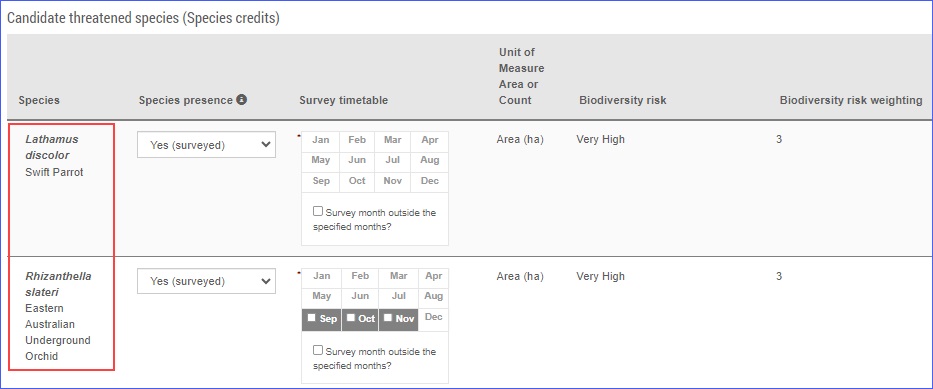 Candidate threatened species (Species credits)
Species
Species presence
Survey timetable
Unit of
Measure
Area or
Count
Biodiversity risk
Biodiversity risk weighting
Lathamus
discolor
Swift Parrot
Yes (surveyed)
* Jan Feb Mar Apr
May Jun Jul Aug
Sep Oct Nov Dec
Survey month outside the
specified months?
Area (ha)
Very High
3
Rhizanthella
slateri
Eastern
Australian
Underground
Orchid
Yes (surveyed)
* Jan Feb Mar Apr
May Jun Jul Aug
Sep Oct Nov Dec
Survey month outside the
specified months?
Area (ha)
Very High
3